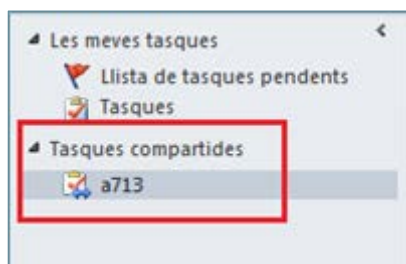 Les meves tasques
Llista de tasques pendents
Tasques
Tasques compartides
a713